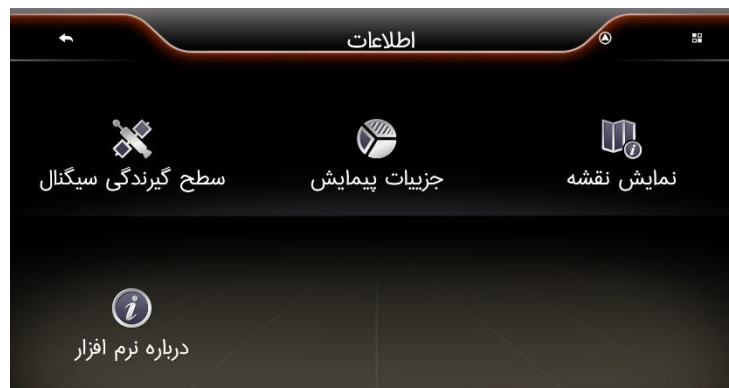 اطلاعات
نمایش نقشه
جزییات پیمایش
سطح گیرندگی سیگنال
درباره نرم افزار